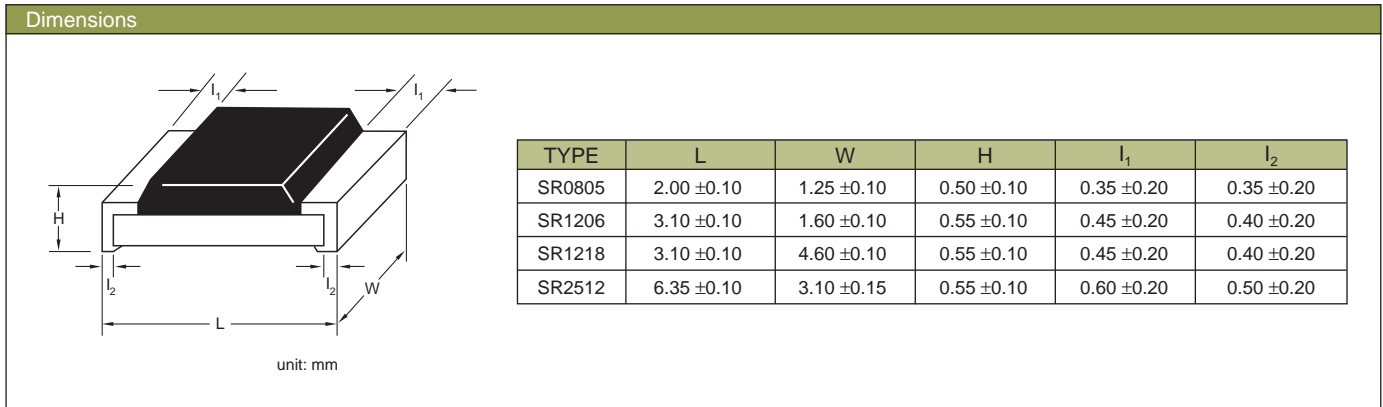 Dimensions
I₁
I₁
H
I₂
I₂
W
L
unit: mm
TYPE L W H I₁ I₂
SR0805 2.00 ±0.10 1.25 ±0.10 0.50 ±0.10 0.35 ±0.20 0.35 ±0.20
SR1206 3.10 ±0.10 1.60 ±0.10 0.55 ±0.10 0.45 ±0.20 0.40 ±0.20
SR1218 3.10 ±0.10 4.60 ±0.10 0.55 ±0.10 0.45 ±0.20 0.40 ±0.20
SR2512 6.35 ±0.10 3.10 ±0.15 0.55 ±0.10 0.60 ±0.20 0.50 ±0.20